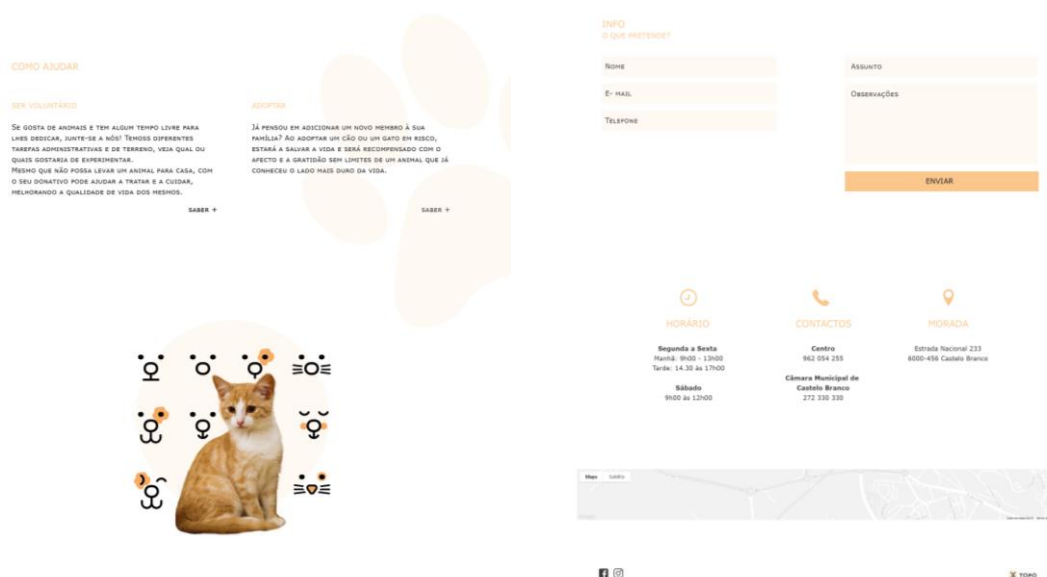 COMO AJUDAR
SER VOLUNTÁRIO
SE GOSTA DE ANIMAIS E TEM ALGUM TEMPO LIVRE PARA
LHES DEDICAR, JUNTE-SE A NÓS! TEMOSS DIFERENTES
TAREFAS ADMINISTRATIVAS E DE TERRENO, VEJA QUAL OU
QUAIS GOSTARIA DE EXPERIMENTAR.
MESMO QUE NÃO POSSA LEVAR UM ANIMAL PARA CASA, COM
O SEU DONATIVO PODE AJUDAR A TRATAR E A CUIDAR,
MELHORANDO A QUALIDADE DE VIDA DOS MESMOS.
SABER +
ADOPTAR
JÁ PENSOU EM ADICIONAR UM NOVO MEMBRO À SUA
FAMÍLIA? AO ADOPTAR UM CÃO OU UM GATO EM RISCO,
ESTARÁ A SALVAR A VIDA E SERÁ RECOMPENSADO COM O
AFECTO E A GRATIDÃO SEM LIMITES DE UM ANIMAL QUE JÁ
CONHECEU O LADO MAIS DURO DA VIDA.
SABER +
INFO
O QUE PRETENDE?
NOME
E- MAIL
TELEFONE
ASSUNTO
OBSERVAÇÕES
ENVIAR
HORÁRIO
Segunda a Sexta
Manhã: 9h00 - 13h00
Tarde: 14.30 às 17h00
Sábado
9h00 às 12h00
CONTACTOS
Centro
962 054 255
Câmara Municipal de
Castelo Branco
272 330 330
MORADA
Estrada Nacional 233
6000-456 Castelo Branco
Mapa
Satélite
TOPO